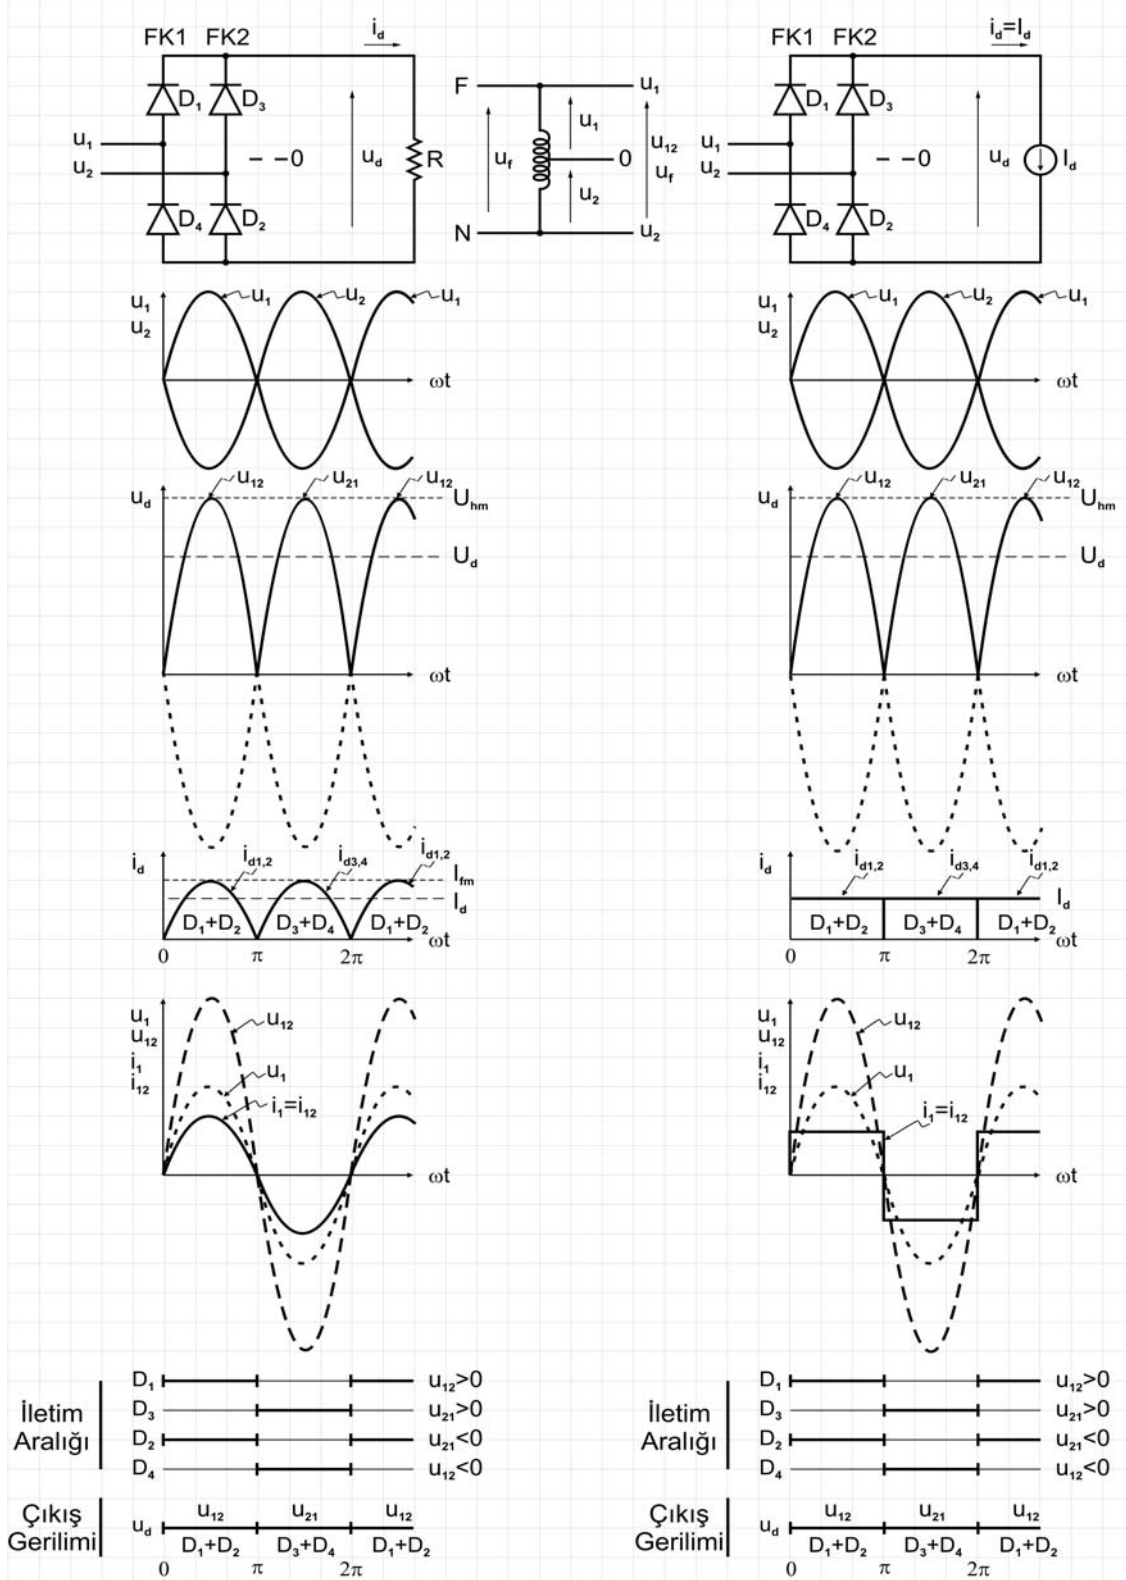 FK1 FK2 i_d
D₁ D₃
u₁
u₂
- -0
u_d R
D₄ D₂
F u₁
u₁
u_f 0 u₁₂
u_f
u₂
N u₂
FK1 FK2 i_d=I_d
D₁ D₃
u₁
u₂
- -0
u_d I_d
D₄ D₂
u₁ u₁ u₂ u₁
u₂
ωt
u₁ u₁ u₂ u₁
u₂
ωt
u_d u₁₂ u₂₁ u₁₂ U_hm
U_d
ωt
u_d u₁₂ u₂₁ u₁₂ U_hm
U_d
ωt
i_d i_d1,2 i_d3,4 i_d1,2 I_fm
I_d
D₁+D₂ D₃+D₄ D₁+D₂ ωt
0 π 2π
i_d i_d1,2 i_d3,4 i_d1,2 I_d
D₁+D₂ D₃+D₄ D₁+D₂ ωt
0 π 2π
u₁
u₁₂
i₁
i₁₂
u₁₂
u₁
i₁=i₁₂
ωt
u₁
u₁₂
i₁
i₁₂
u₁₂
u₁
i₁=i₁₂
ωt
İletim
Aralığı
D₁ u₁₂>0
D₃ u₂₁>0
D₂ u₂₁<0
D₄ u₁₂<0
İletim
Aralığı
D₁ u₁₂>0
D₃ u₂₁>0
D₂ u₂₁<0
D₄ u₁₂<0
Çıkış
Gerilimi
u₁₂ u₂₁ u₁₂
u_d
D₁+D₂ D₃+D₄ D₁+D₂
0 π 2π
Çıkış
Gerilimi
u₁₂ u₂₁ u₁₂
u_d
D₁+D₂ D₃+D₄ D₁+D₂
0 π 2π